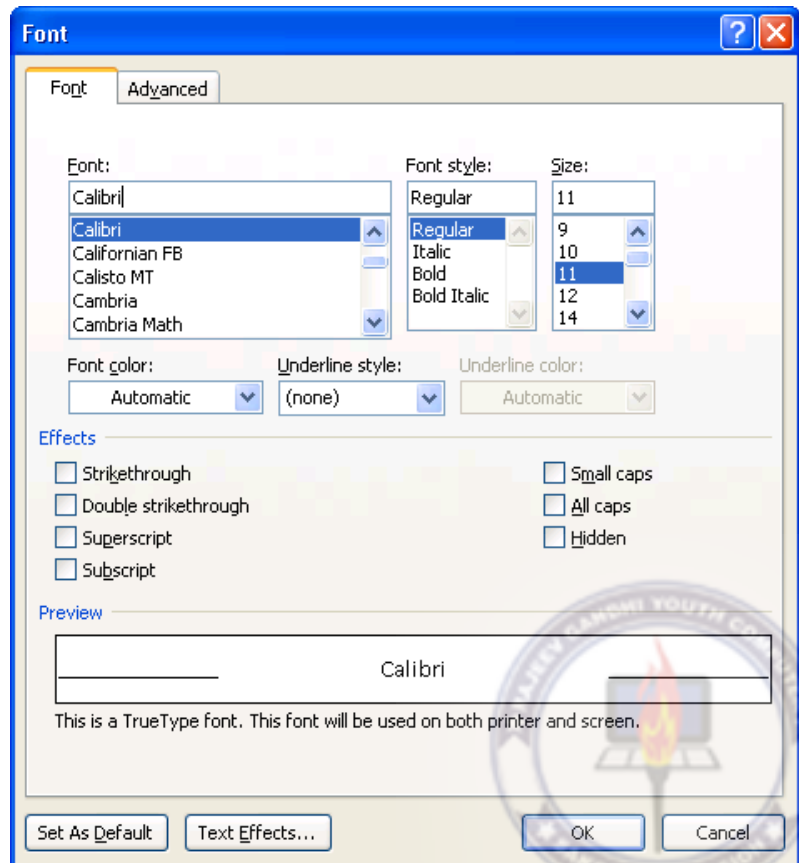 Font
Font Advanced
Font: Font style: Size:
Calibri Regular 11
Calibri Regular 9
Californian FB Italic 10
Calisto MT Bold 11
Cambria Bold Italic 12
Cambria Math 14
Font color: Underline style: Underline color:
Automatic (none) Automatic
Effects
Strikethrough Small caps
Double strikethrough All caps
Superscript Hidden
Subscript
Preview
Calibri
This is a TrueType font. This font will be used on both printer and screen.
Set As Default Text Effects... OK Cancel
GANDHI YOUTH